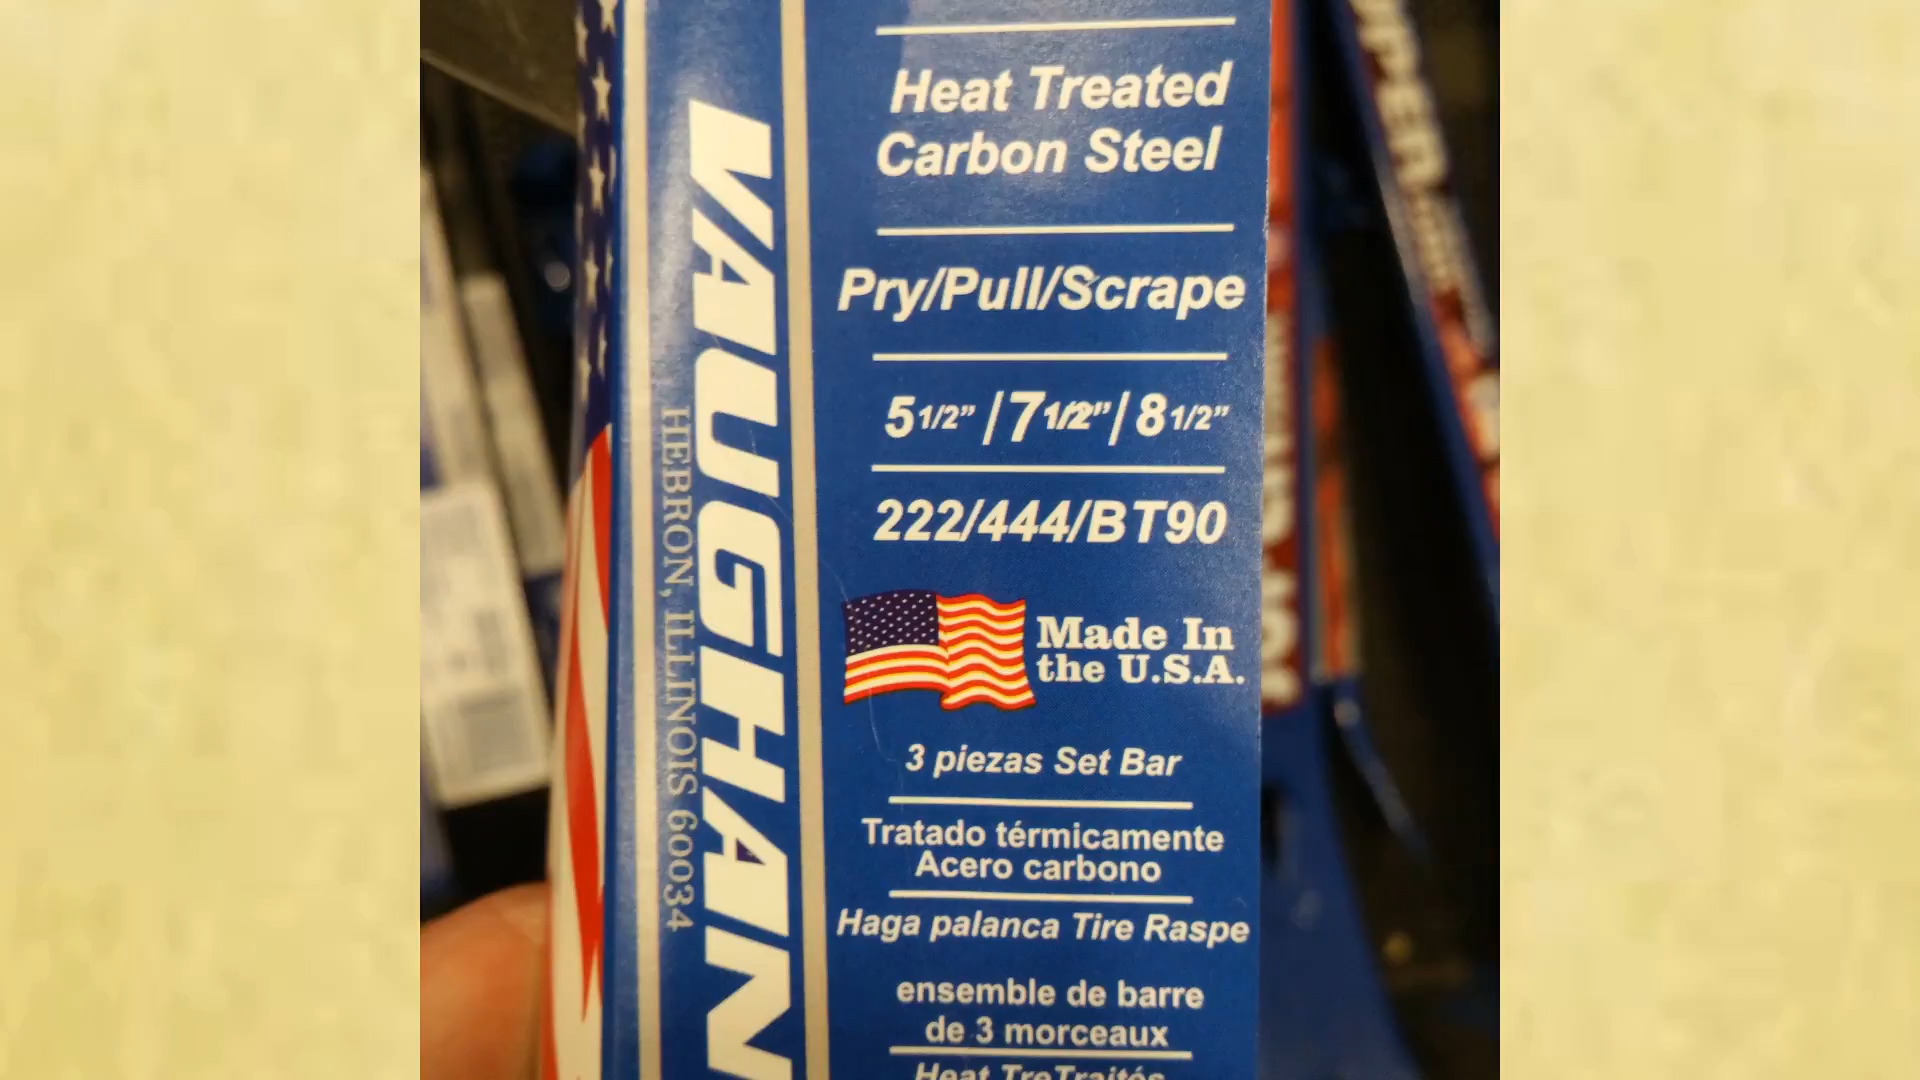 VAUGHAN
HEBRON, ILLINOIS 60034
Heat Treated
Carbon Steel
Pry/Pull/Scrape
5 1/2” / 7 1/2” / 8 1/2”
222/444/BT90
Made In
the U.S.A.
3 piezas Set Bar
Tratado térmicamente
Acero carbono
Haga palanca Tire Raspe
ensemble de barre
de 3 morceaux
Heat TreTraités